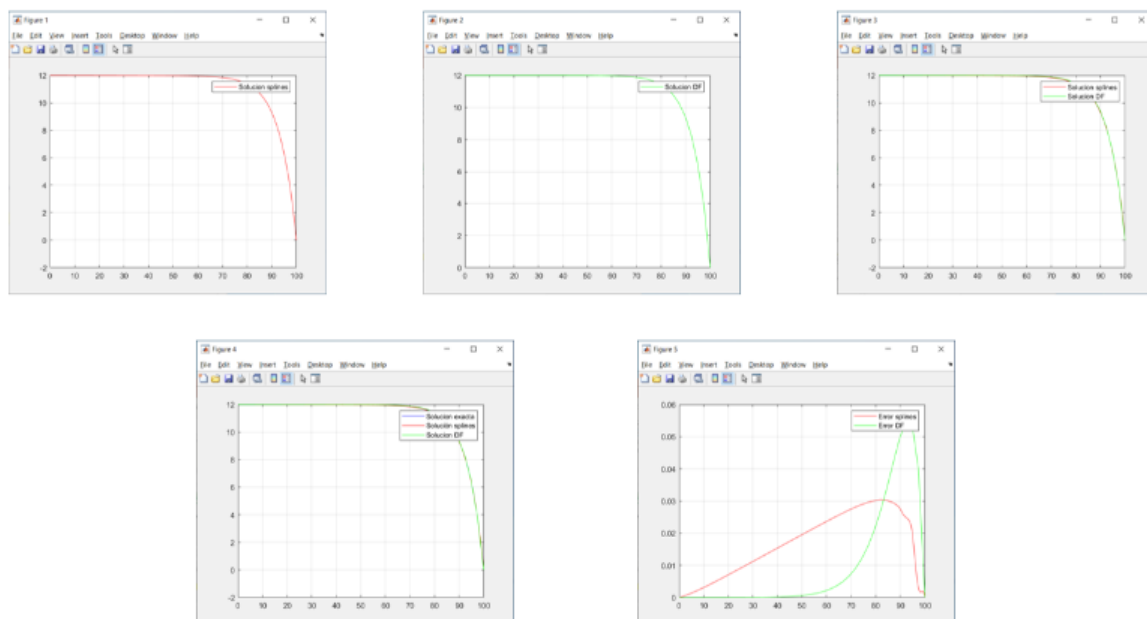 Figure 1
File Edit View Insert Tools Desktop Window Help
12
10
8
6
4
2
0
-2
0 10 20 30 40 50 60 70 80 90 100
Solucion splines
Figure 2
File Edit View Insert Tools Desktop Window Help
12
10
8
6
4
2
0
0 10 20 30 40 50 60 70 80 90 100
Solucion DF
Figure 3
File Edit View Insert Tools Desktop Window Help
12
10
8
6
4
2
0
-2
0 10 20 30 40 50 60 70 80 90 100
Solucion splines
Solucion DF
Figure 4
File Edit View Insert Tools Desktop Window Help
12
10
8
6
4
2
0
-2
0 10 20 30 40 50 60 70 80 90 100
Solucion exacta
Solución splines
Solucion DF
Figure 5
File Edit View Insert Tools Desktop Window Help
0.06
0.05
0.04
0.03
0.02
0.01
0
0 10 20 30 40 50 60 70 80 90 100
Error splines
Error DF